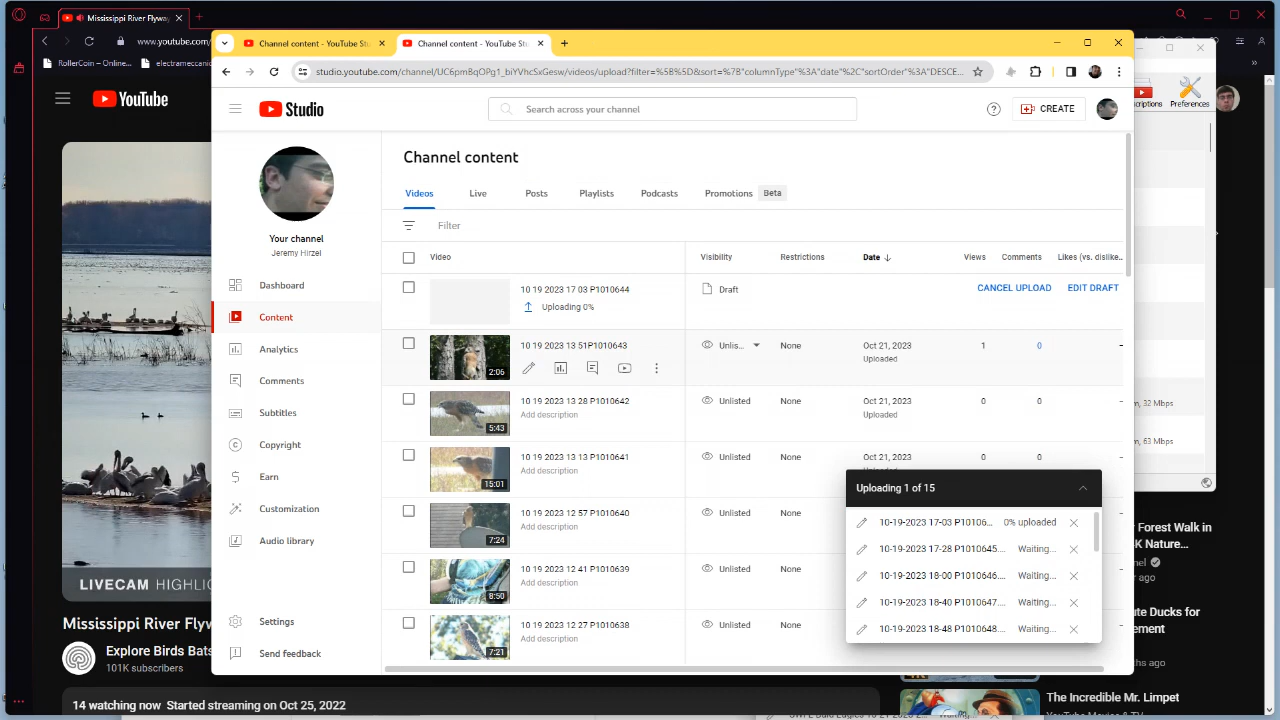 Mississippi River Flyway
RollerCoin – Online...
electrameccanic
www.youtube.com/
YouTube
LIVECAM HIGHLIG
Mississippi River Flyw
Explore Birds Bats
101K subscribers
14 watching now Started streaming on Oct 25, 2022
Channel content - YouTube St
Channel content - YouTube St
studio.youtube.com/channel/UC6pm8qOPg1_biYVhcSxGesw/videos/upload?filter=%5B%5D&sort=%7B"columnType"%3A"date"%2C"sortOrder"%3A"DESCE...
Studio
Search across your channel
CREATE
Your channel
Jeremy Hirzel
Dashboard
Content
Analytics
Comments
Subtitles
Copyright
Earn
Customization
Audio library
Settings
Send feedback
Channel content
Videos Live Posts Playlists Podcasts Promotions Beta
Filter
Video Visibility Restrictions Date Views Comments Likes (vs. dislike..
10 19 2023 17 03 P1010644 Draft CANCEL UPLOAD EDIT DRAFT
Uploading 0%
10 19 2023 13 51P1010643 Unlis... None Oct 21, 2023 1 0 –
Uploaded
2:06
10 19 2023 13 28 P1010642 Unlisted None Oct 21, 2023 0 0 –
Add description Uploaded
5:43
10 19 2023 13 13 P1010641 Unlisted None Oct 21, 2023 0 0 –
Add description
15:01
10 19 2023 12 57 P1010640 Unlisted None
Add description
7:24
10 19 2023 12 41 P1010639 Unlisted None
Add description
8:50
10 19 2023 12 27 P1010638 Unlisted None
Add description
7:21
Uploading 1 of 15
10-19-2023 17-03 P10106... 0% uploaded
10-19-2023 17-28 P1010645.... Waiting...
10-19-2023 18-00 P1010646.... Waiting...
10-19-2023 18-40 P1010647.... Waiting...
10-19-2023 18-48 P1010648.... Waiting...
scriptions Preferences
m, 32 Mbps
m, 63 Mbps
Forest Walk in
K Nature...
nel
r ago
ute Ducks for
ement
ths ago
The Incredible Mr. Limpet
YouTube Movies & TV